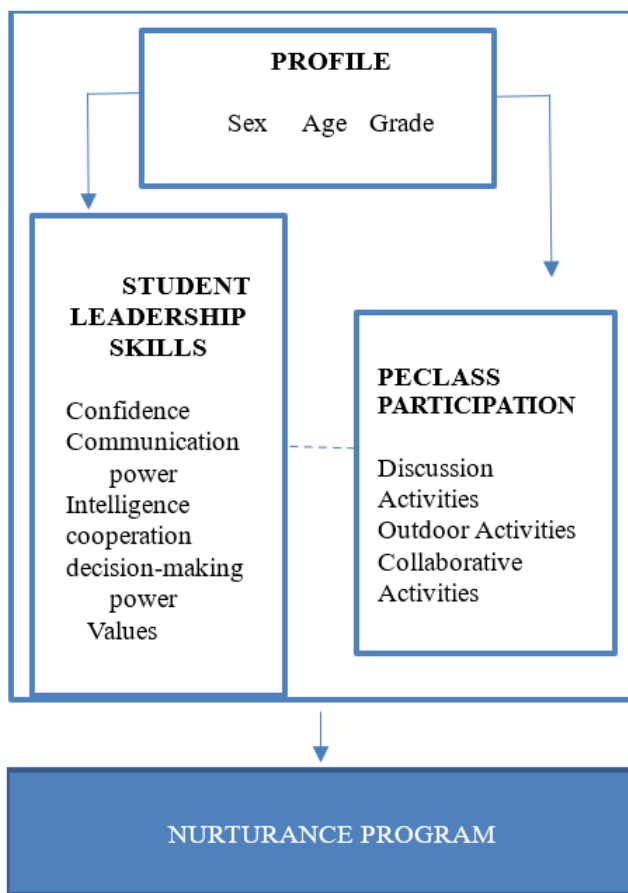 PROFILE
Sex Age Grade
STUDENT
LEADERSHIP
SKILLS
Confidence
Communication
power
Intelligence
cooperation
decision-making
power
Values
PECLASS
PARTICIPATION
Discussion
Activities
Outdoor Activities
Collaborative
Activities
NURTURANCE PROGRAM